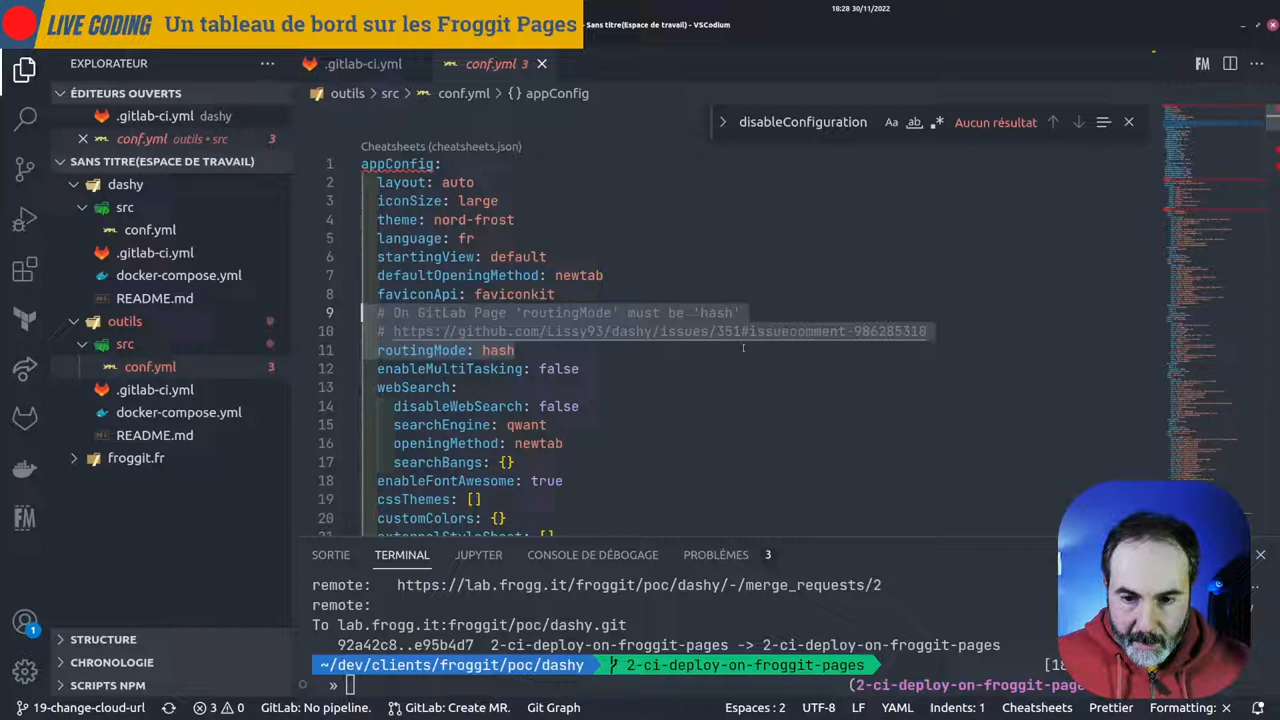 18:28 30/11/2022
LIVE CODING Un tableau de bord sur les Froggit Pages
Sans titre(Espace de travail) - VSCodium
EXPLORATEUR
.gitlab-ci.yml
conf.yml 3
ÉDITEURS OUVERTS
outils > src > conf.yml > {} appConfig
.gitlab-ci.yml dashy
conf.yml outils • src 3
disableConfiguration Aa ab .* Aucun résultat
SANS TITRE(ESPACE DE TRAVAIL)
dashy
src
conf.yml
.gitlab-ci.yml
docker-compose.yml
README.md
outils
src
conf.yml 3
.gitlab-ci.yml
docker-compose.yml
README.md
froggit.fr
Cheatsheets (cheatsheets.json)
1 appConfig:
2 layout: auto
3 iconSize: large
4 theme: nord-frost
5 language: fr
6 startingView: default
7 defaultOpeningMethod: newtab
8 faviconApi: faviconkit
9 GitLab 'routingMode' must be 'hash'
10 # https://github.com/Lissy93/dashy/issues/351#issuecomment-986283518
11 routingMode: hash
12 enableMultiTasking: false
13 webSearch:
14 disableWebSearch: false
15 searchEngine: qwant
16 openingMethod: newtab
17 searchBangs: {}
18 enableFontAwesome: true
19 cssThemes: []
20 customColors: {}
21 externalStyleSheet: []
SORTIE TERMINAL JUPYTER CONSOLE DE DÉBOGAGE PROBLÈMES 3
remote: https://lab.frogg.it/froggit/poc/dashy/-/merge_requests/2
remote:
To lab.frogg.it:froggit/poc/dashy.git
92a42c8..e95b4d7 2-ci-deploy-on-froggit-pages -> 2-ci-deploy-on-froggit-pages
~/dev/clients/froggit/poc/dashy 2-ci-deploy-on-froggit-pages
» (2-ci-deploy-on-froggit-page
STRUCTURE
CHRONOLOGIE
SCRIPTS NPM
1
19-change-cloud-url 3 0 GitLab: No pipeline. GitLab: Create MR. Git Graph Espaces : 2 UTF-8 LF YAML Indents: 1 Cheatsheets Prettier Formatting: